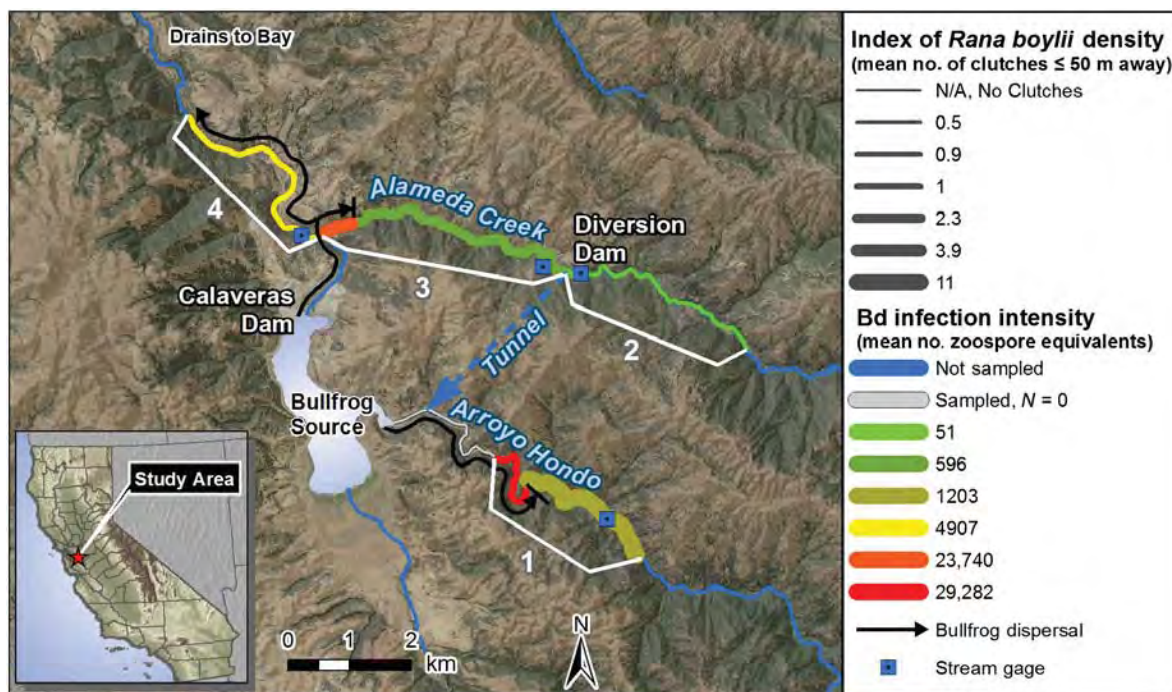 Drains to Bay
4
Alameda Creek
Diversion
Dam
3
Calaveras
Dam
Tunnel
2
Bullfrog
Source
Arroyo Hondo
1
Study Area
0 1 2
km
N
Index of Rana boylii density
(mean no. of clutches ≤ 50 m away)
N/A, No Clutches
0.5
0.9
1
2.3
3.9
11
Bd infection intensity
(mean no. zoospore equivalents)
Not sampled
Sampled, N = 0
51
596
1203
4907
23,740
29,282
Bullfrog dispersal
Stream gage